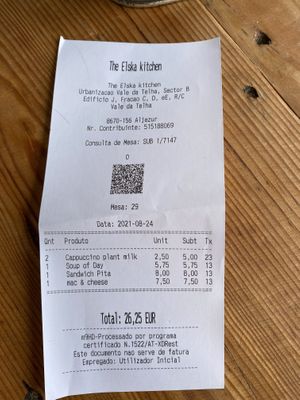 The Elska kitchen
The Elska kitchen
Urbanizacao Vale da Telha, Sector B
Edificio J, Fracao C, D, eE, R/C
Vale da Telha
8670-156 Aljezur
Nr. Contribuinte: 515188069
Consulta de Mesa: SUB 1/7147
0
Mesa: 29
Data: 2021-08-24
Qnt Produto Unit Subt Tx
2 Cappuccino plant milk 2,50 5,00 23
1 Soup of Day 5,75 5,75 13
1 Sandwich Pita 8,00 8,00 13
1 mac & cheese 7,50 7,50 13
Total: 26,25 EUR
Processado por programa
certificado N.1522/AT-XDRest
Este documento nao serve de fatura
Empregado: Utilizador Inicial